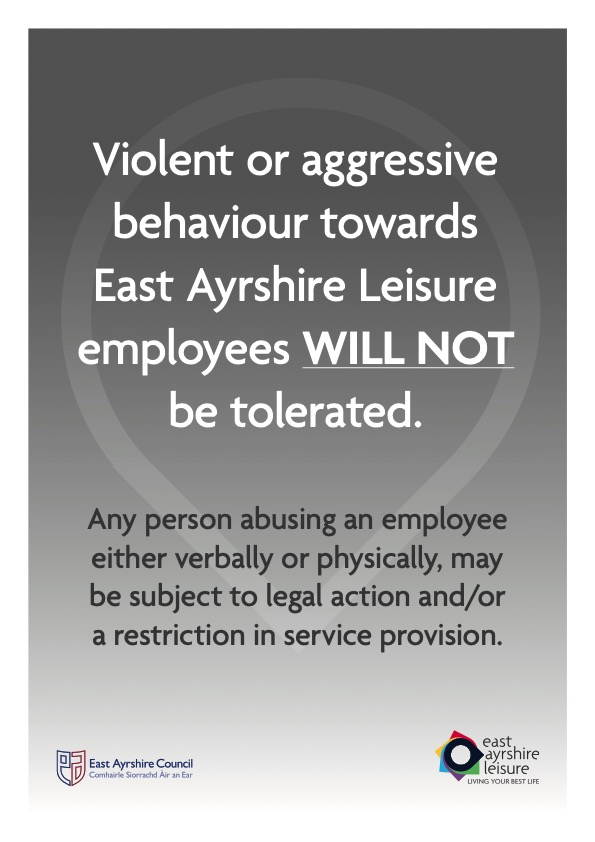 Violent or aggressive
behaviour towards
East Ayrshire Leisure
employees WILL NOT
be tolerated.
Any person abusing an employee
either verbally or physically, may
be subject to legal action and/or
a restriction in service provision.
East Ayrshire Council
Comhairle Siorrachd Àir an Ear
east
ayrshire
leisure
LIVING YOUR BEST LIFE